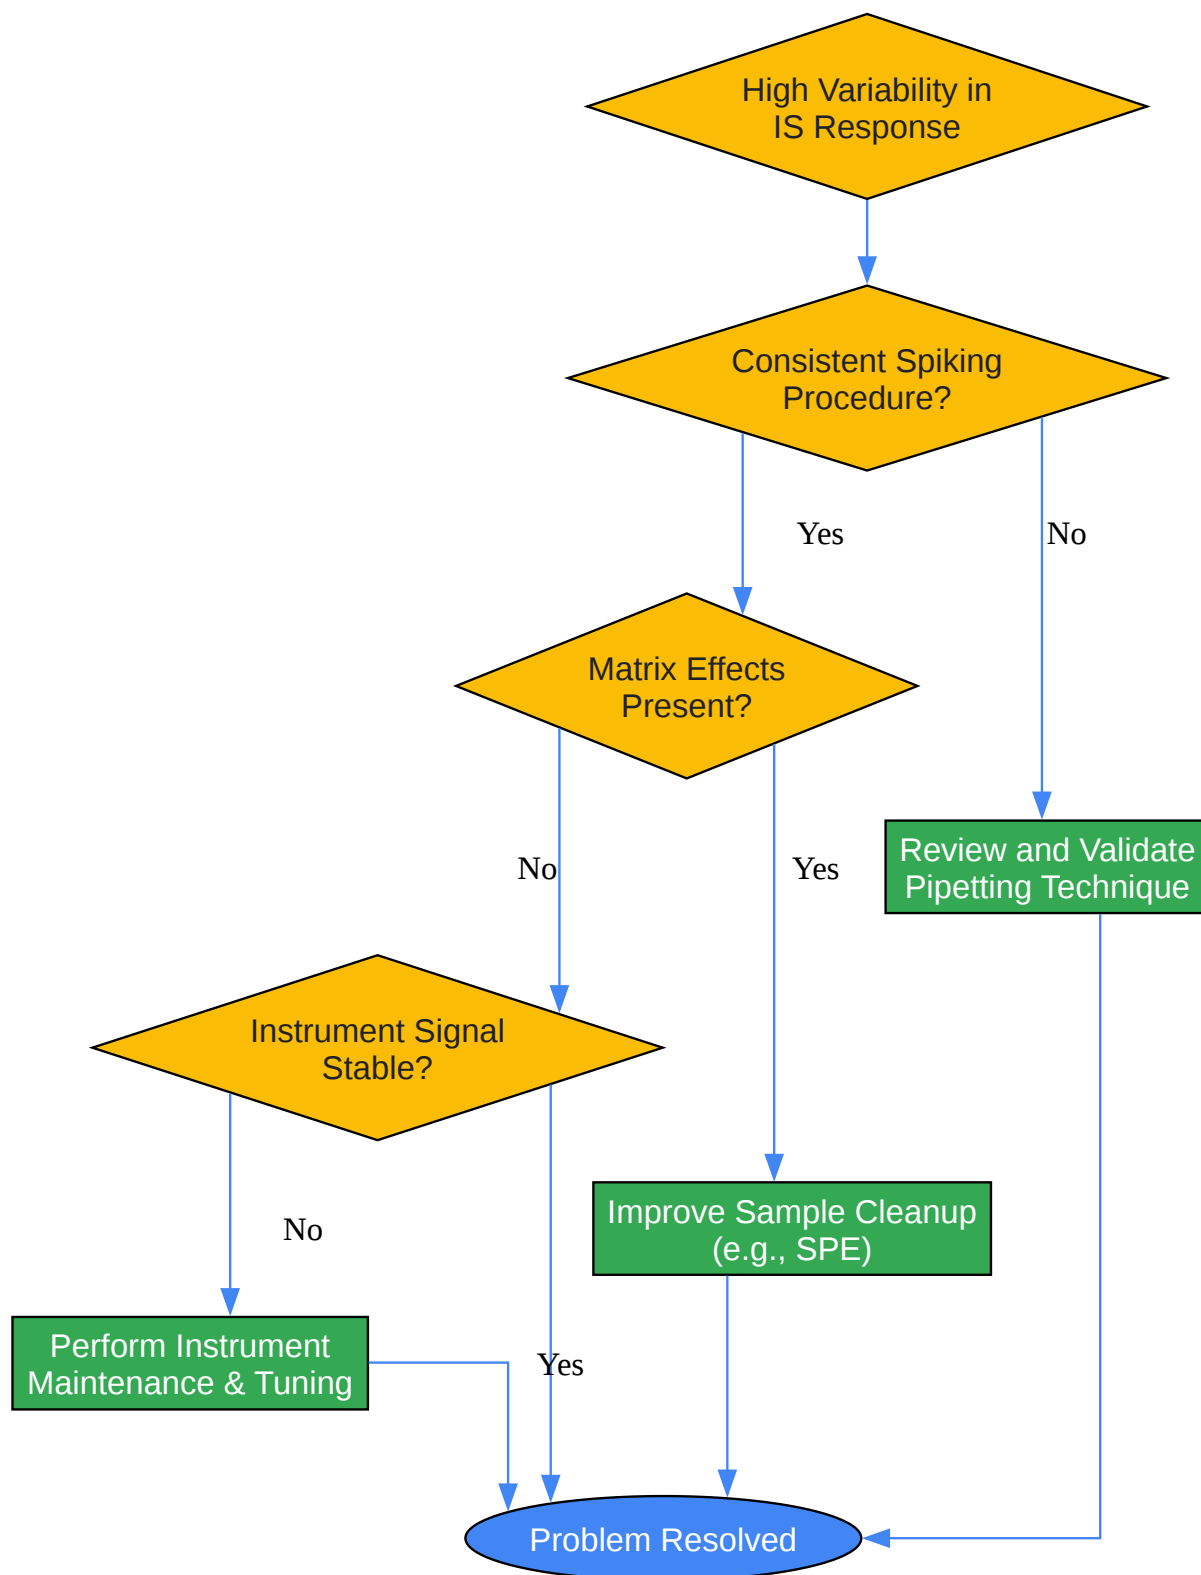 High Variability in
IS Response
Consistent Spiking
Procedure?
Yes
No
Matrix Effects
Present?
No
Yes
Review and Validate
Pipetting Technique
Instrument Signal
Stable?
No
Improve Sample Cleanup
(e.g., SPE)
Perform Instrument
Maintenance & Tuning
Yes
Problem Resolved